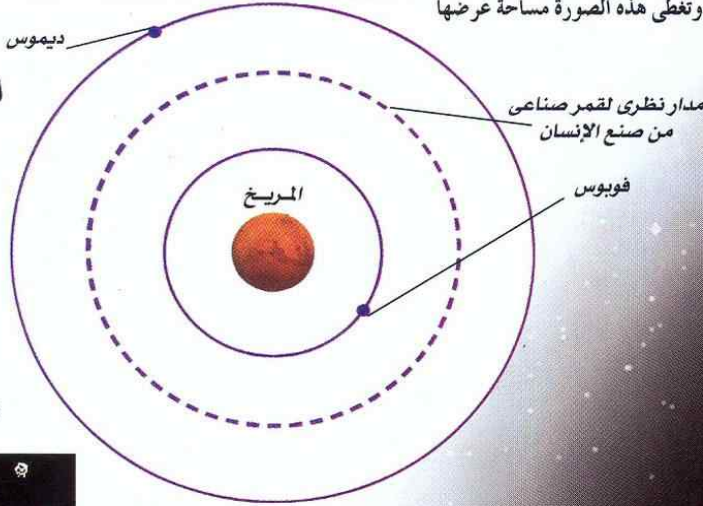 وتغطى هذه الصورة مساحة عرضها
ديموس
مدار نظرى لقمر صناعى
من صنع الإنسان
فوبوس
المريخ